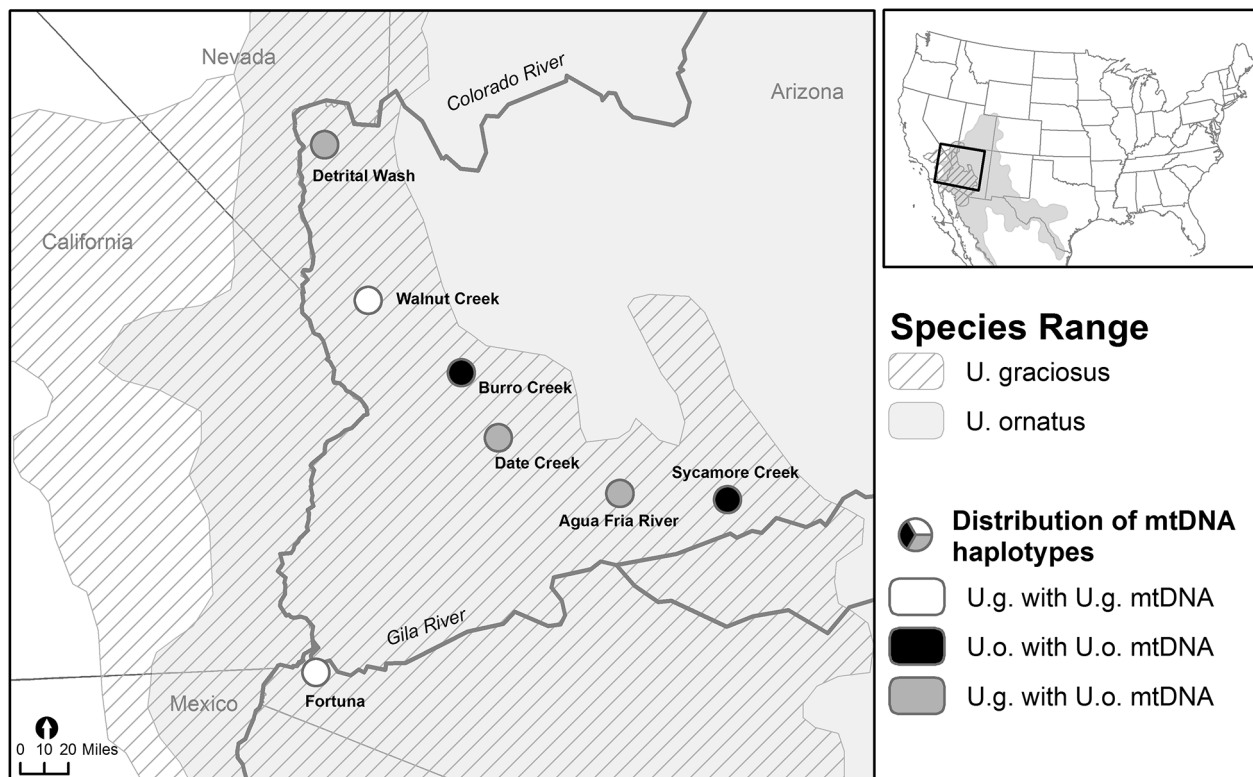 Nevada
Colorado River
Arizona
Detrital Wash
California
Walnut Creek
Burro Creek
Date Creek
Sycamore Creek
Agua Fria River
Gila River
Fortuna
Mexico
0 10 20 Miles
Species Range
U. graciosus
U. ornatus
Distribution of mtDNA
haplotypes
U.g. with U.g. mtDNA
U.o. with U.o. mtDNA
U.g. with U.o. mtDNA